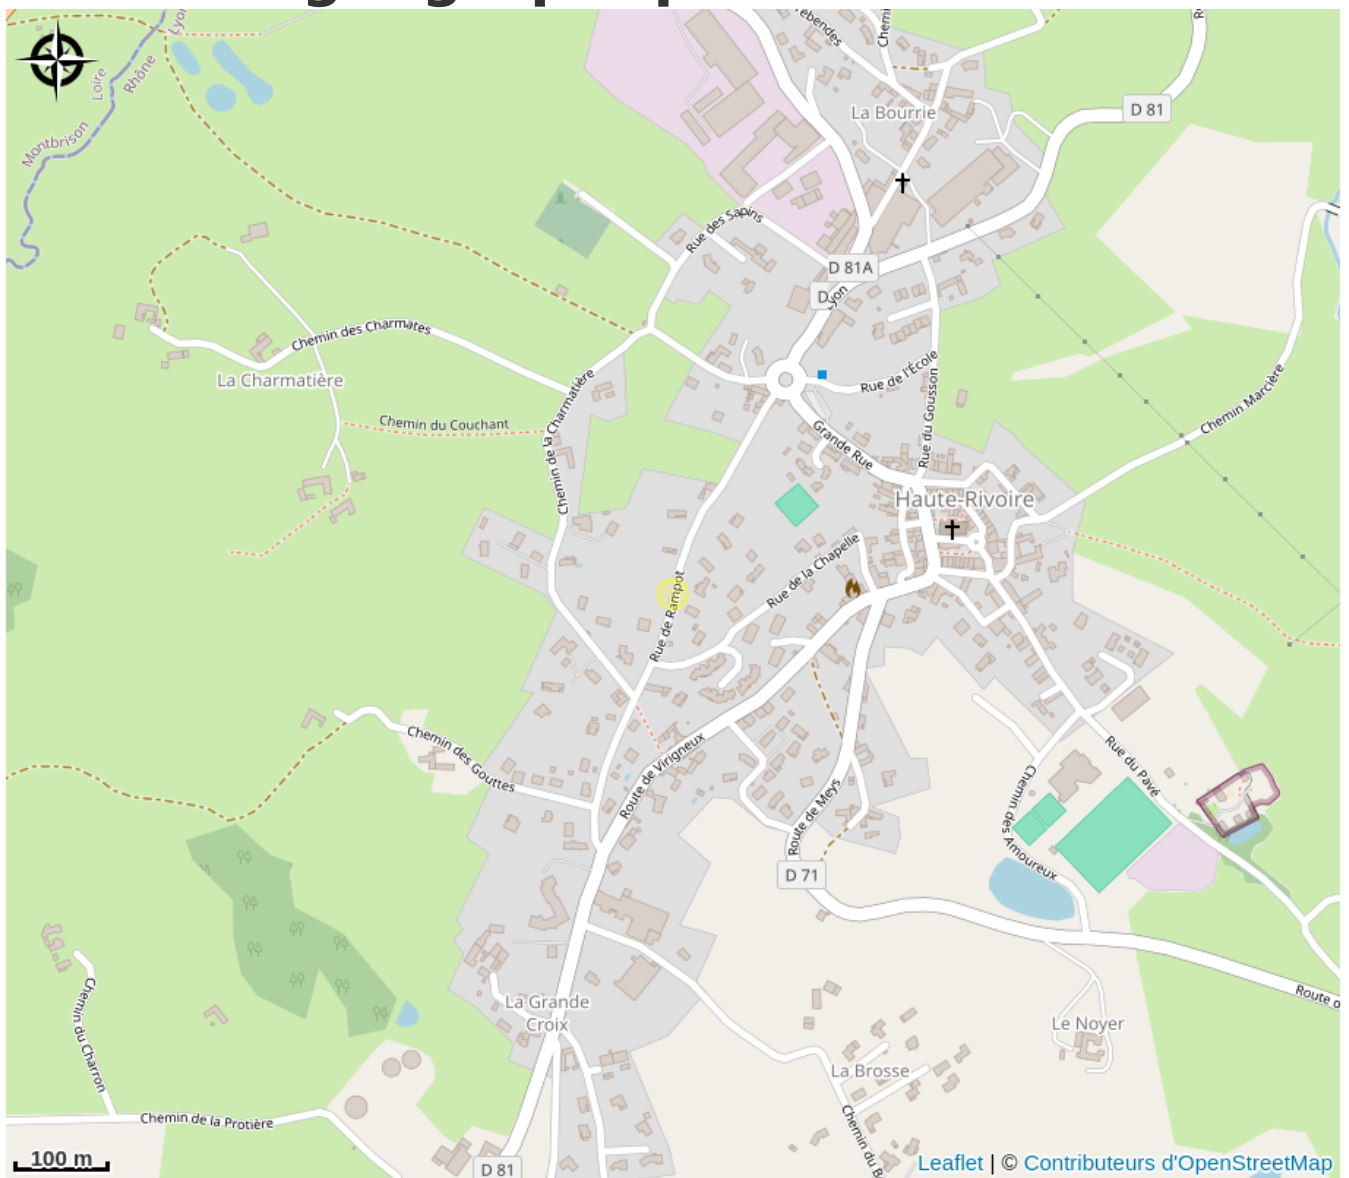 Lyon
Loire
Rhône
Montbrison
La Bourrie
D 81
Rue des Sapins
D 81A
D
Lyon
Chemin des Charmates
La Charmatière
Chemin de la Charmatière
Chemin du Couchant
Rue de l'École
Rue du Gousson
Grande Rue
Chemin Marcière
Haute-Rivoire
Rue de la Chapelle
Rue de Rampot
Chemin des Gouttes
Route de Virigneux
Route de Meys
Rue du Pavé
Chemin des Amoureux
D 71
Route
La Grande
Croix
Le Noyer
La Brosse
Chemin du B
Chemin du Charron
Chemin de la Protière
D 81
100 m
Leaflet | © Contributeurs d'OpenStreetMap